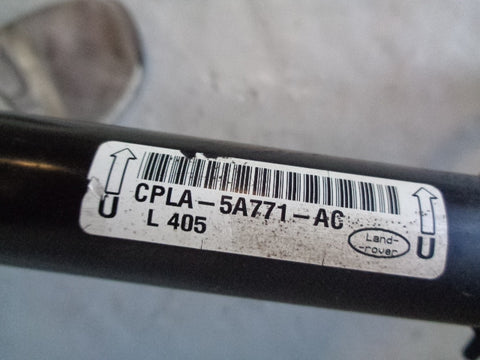 CPLA-5A771-AC
L 405
U
Land-
-rover
U